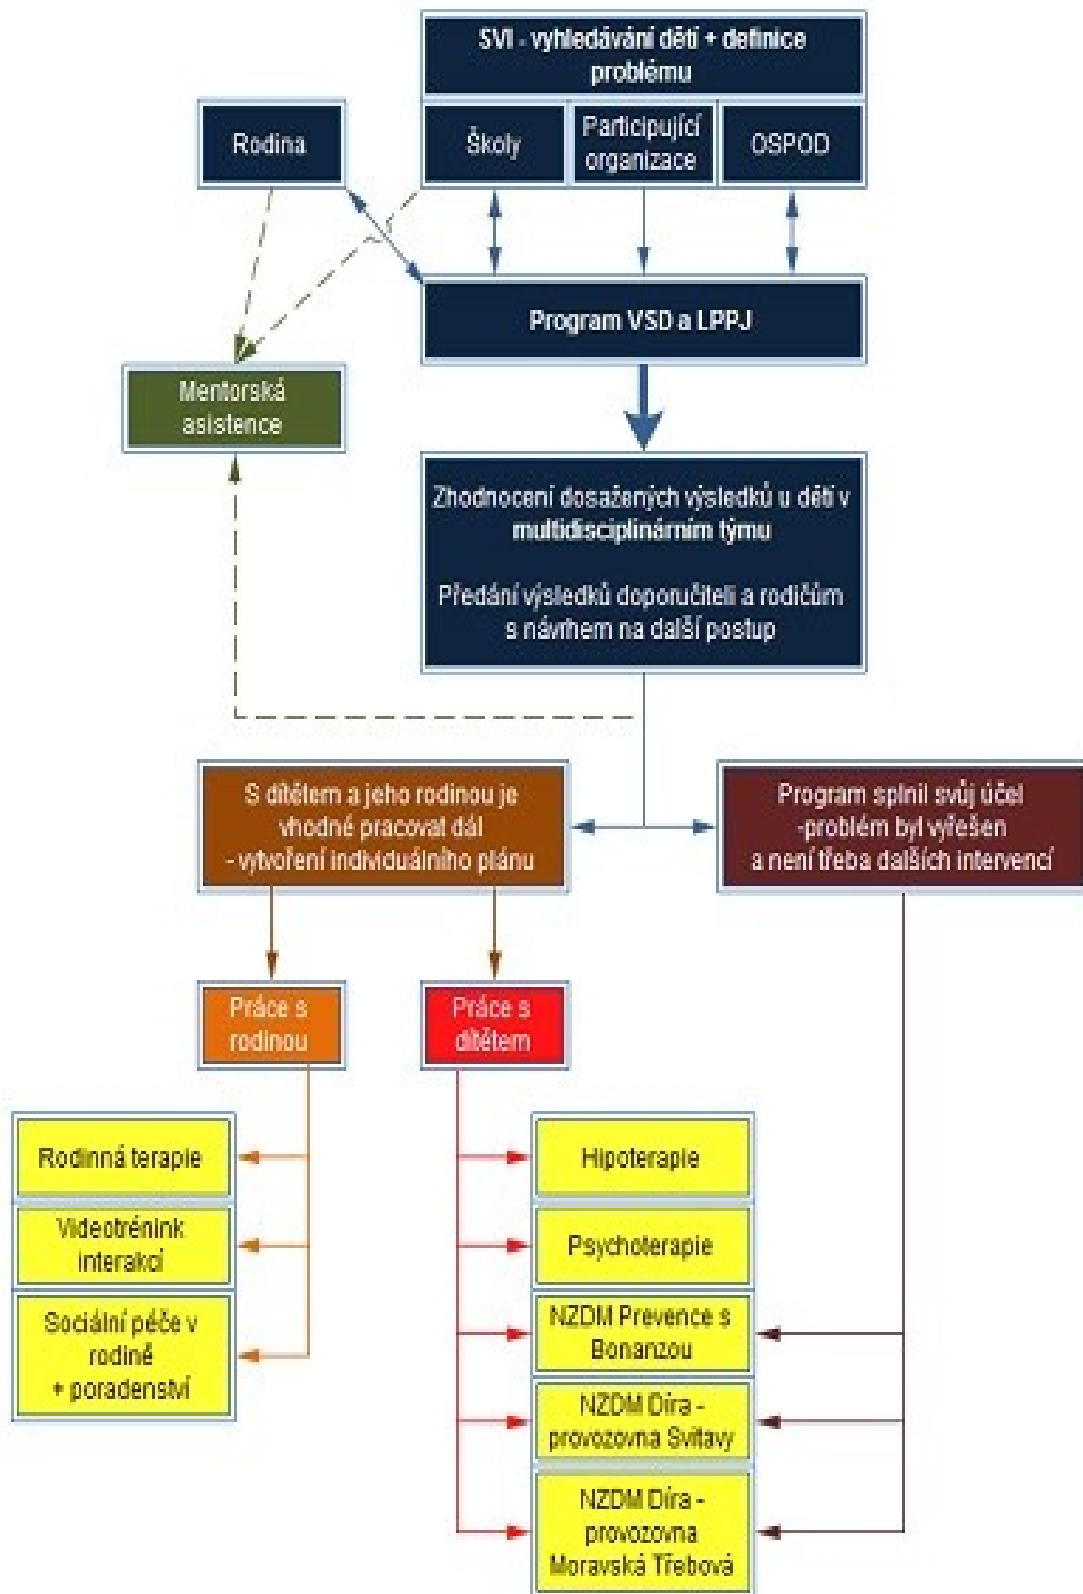 SVI - vyhledávání dětí + definice
problému
Rodina
Školy
Participující
organizace
OSPOD
Program VSD a LPPJ
Mentorská
asistence
Zhodnocení dosažených výsledků u dětí v
multidisciplinárním týmu
Předání výsledků doporučiteli a rodičům
s návrhem na další postup
S dítětem a jeho rodinou je
vhodné pracovat dál
- vytvoření individuálního plánu
Program splnil svůj účel
-problém byl vyřešen
a není třeba dalších intervencí
Práce s
rodinou
Práce s
dítětem
Rodinná terapie
Videotrénink
interakcí
Sociální péče v
rodině
+ poradenství
Hipoterapie
Psychoterapie
NZDM Prevence s
Bonanzou
NZDM Díra -
provozovna Svitavy
NZDM Díra -
provozovna
Moravská Třebová